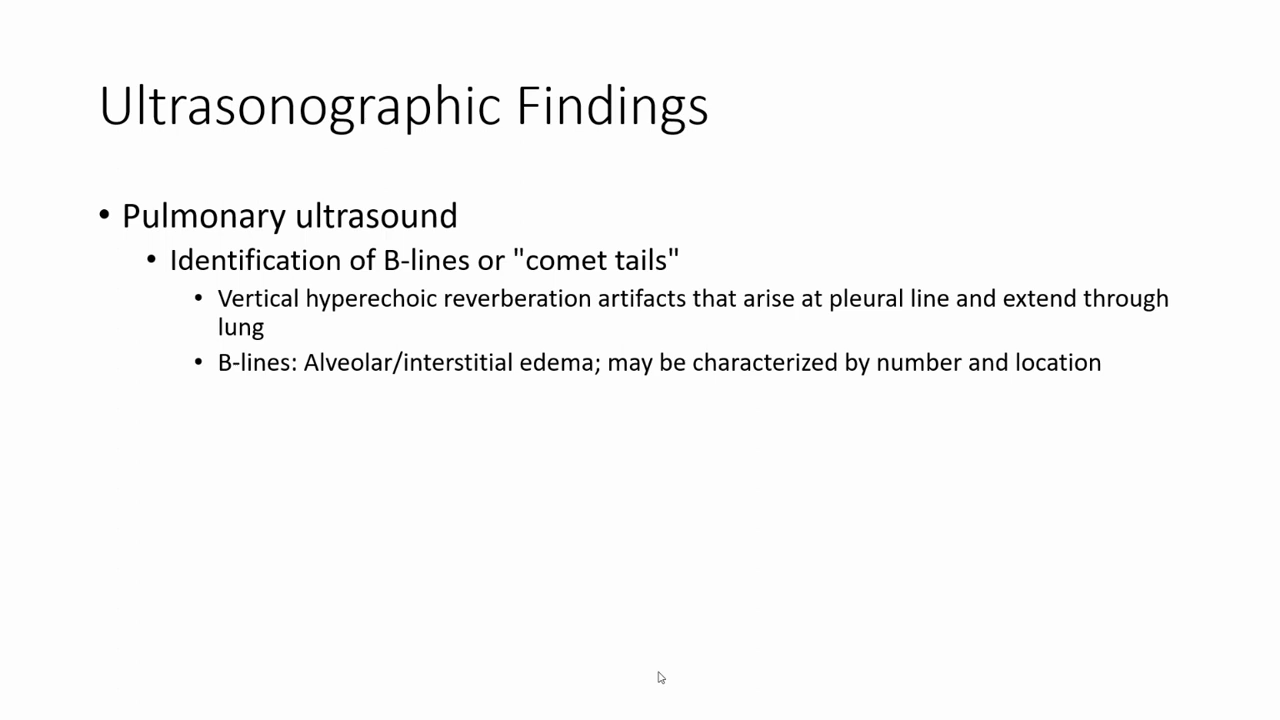 Ultrasonographic Findings
• Pulmonary ultrasound
• Identification of B-lines or "comet tails"
• Vertical hyperechoic reverberation artifacts that arise at pleural line and extend through
lung
• B-lines: Alveolar/interstitial edema; may be characterized by number and location